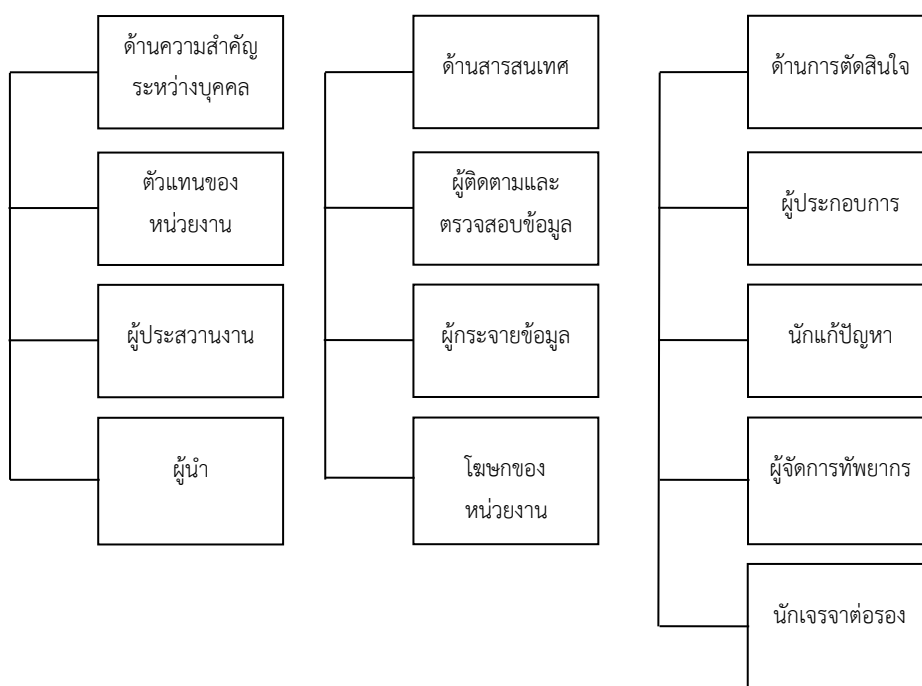 ด้านความสำคัญ
ระหว่างบุคคล
ตัวแทนของ
หน่วยงาน
ผู้ประสวานงาน
ผู้นำ
ด้านสารสนเทศ
ผู้ติดตามและ
ตรวจสอบข้อมูล
ผู้กระจายข้อมูล
โฆษกของ
หน่วยงาน
ด้านการตัดสินใจ
ผู้ประกอบการ
นักแก้ปัญหา
ผู้จัดการทัพยากร
นักเจรจาต่อรอง